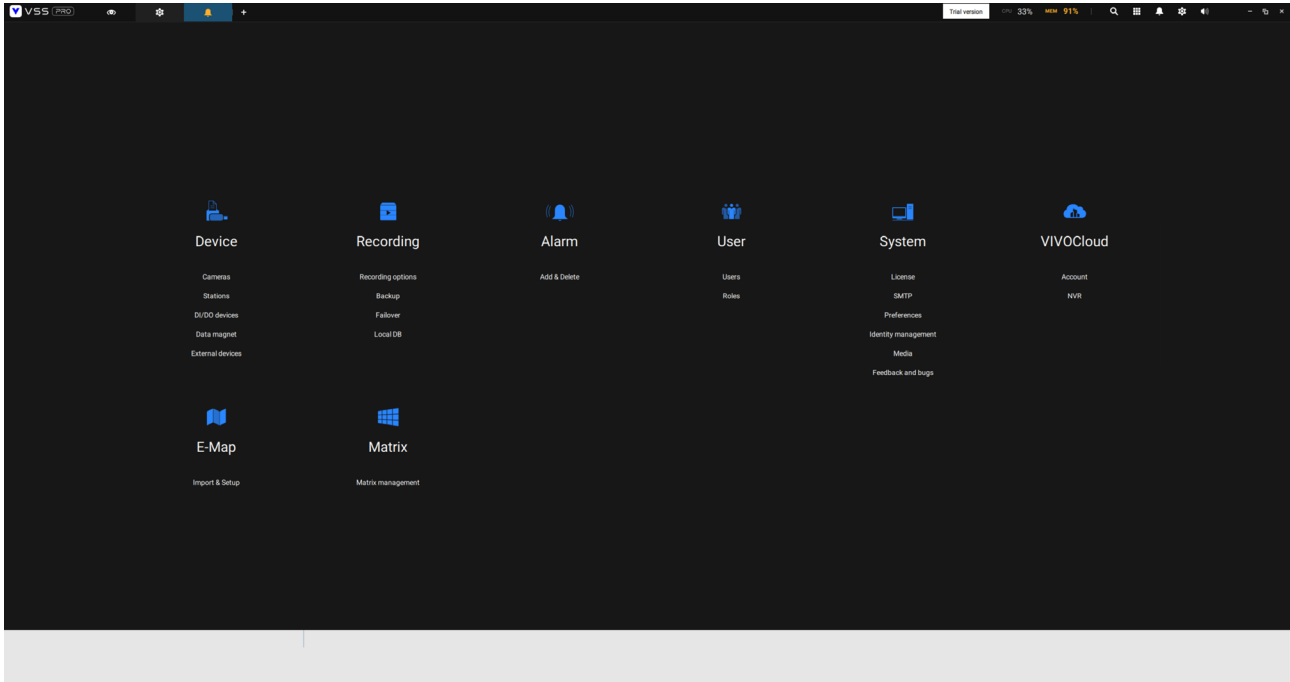 VSS PRO
Trial version CPU 33% MEM 91%
Device Recording Alarm User System VIVOCloud
Cameras Recording options Add & Delete Users License Account
Stations Backup Roles SMTP NVR
DI/DO devices Failover Preferences
Data magnet Local DB Identity management
External devices Media
Feedback and bugs
E-Map Matrix
Import & Setup Matrix management